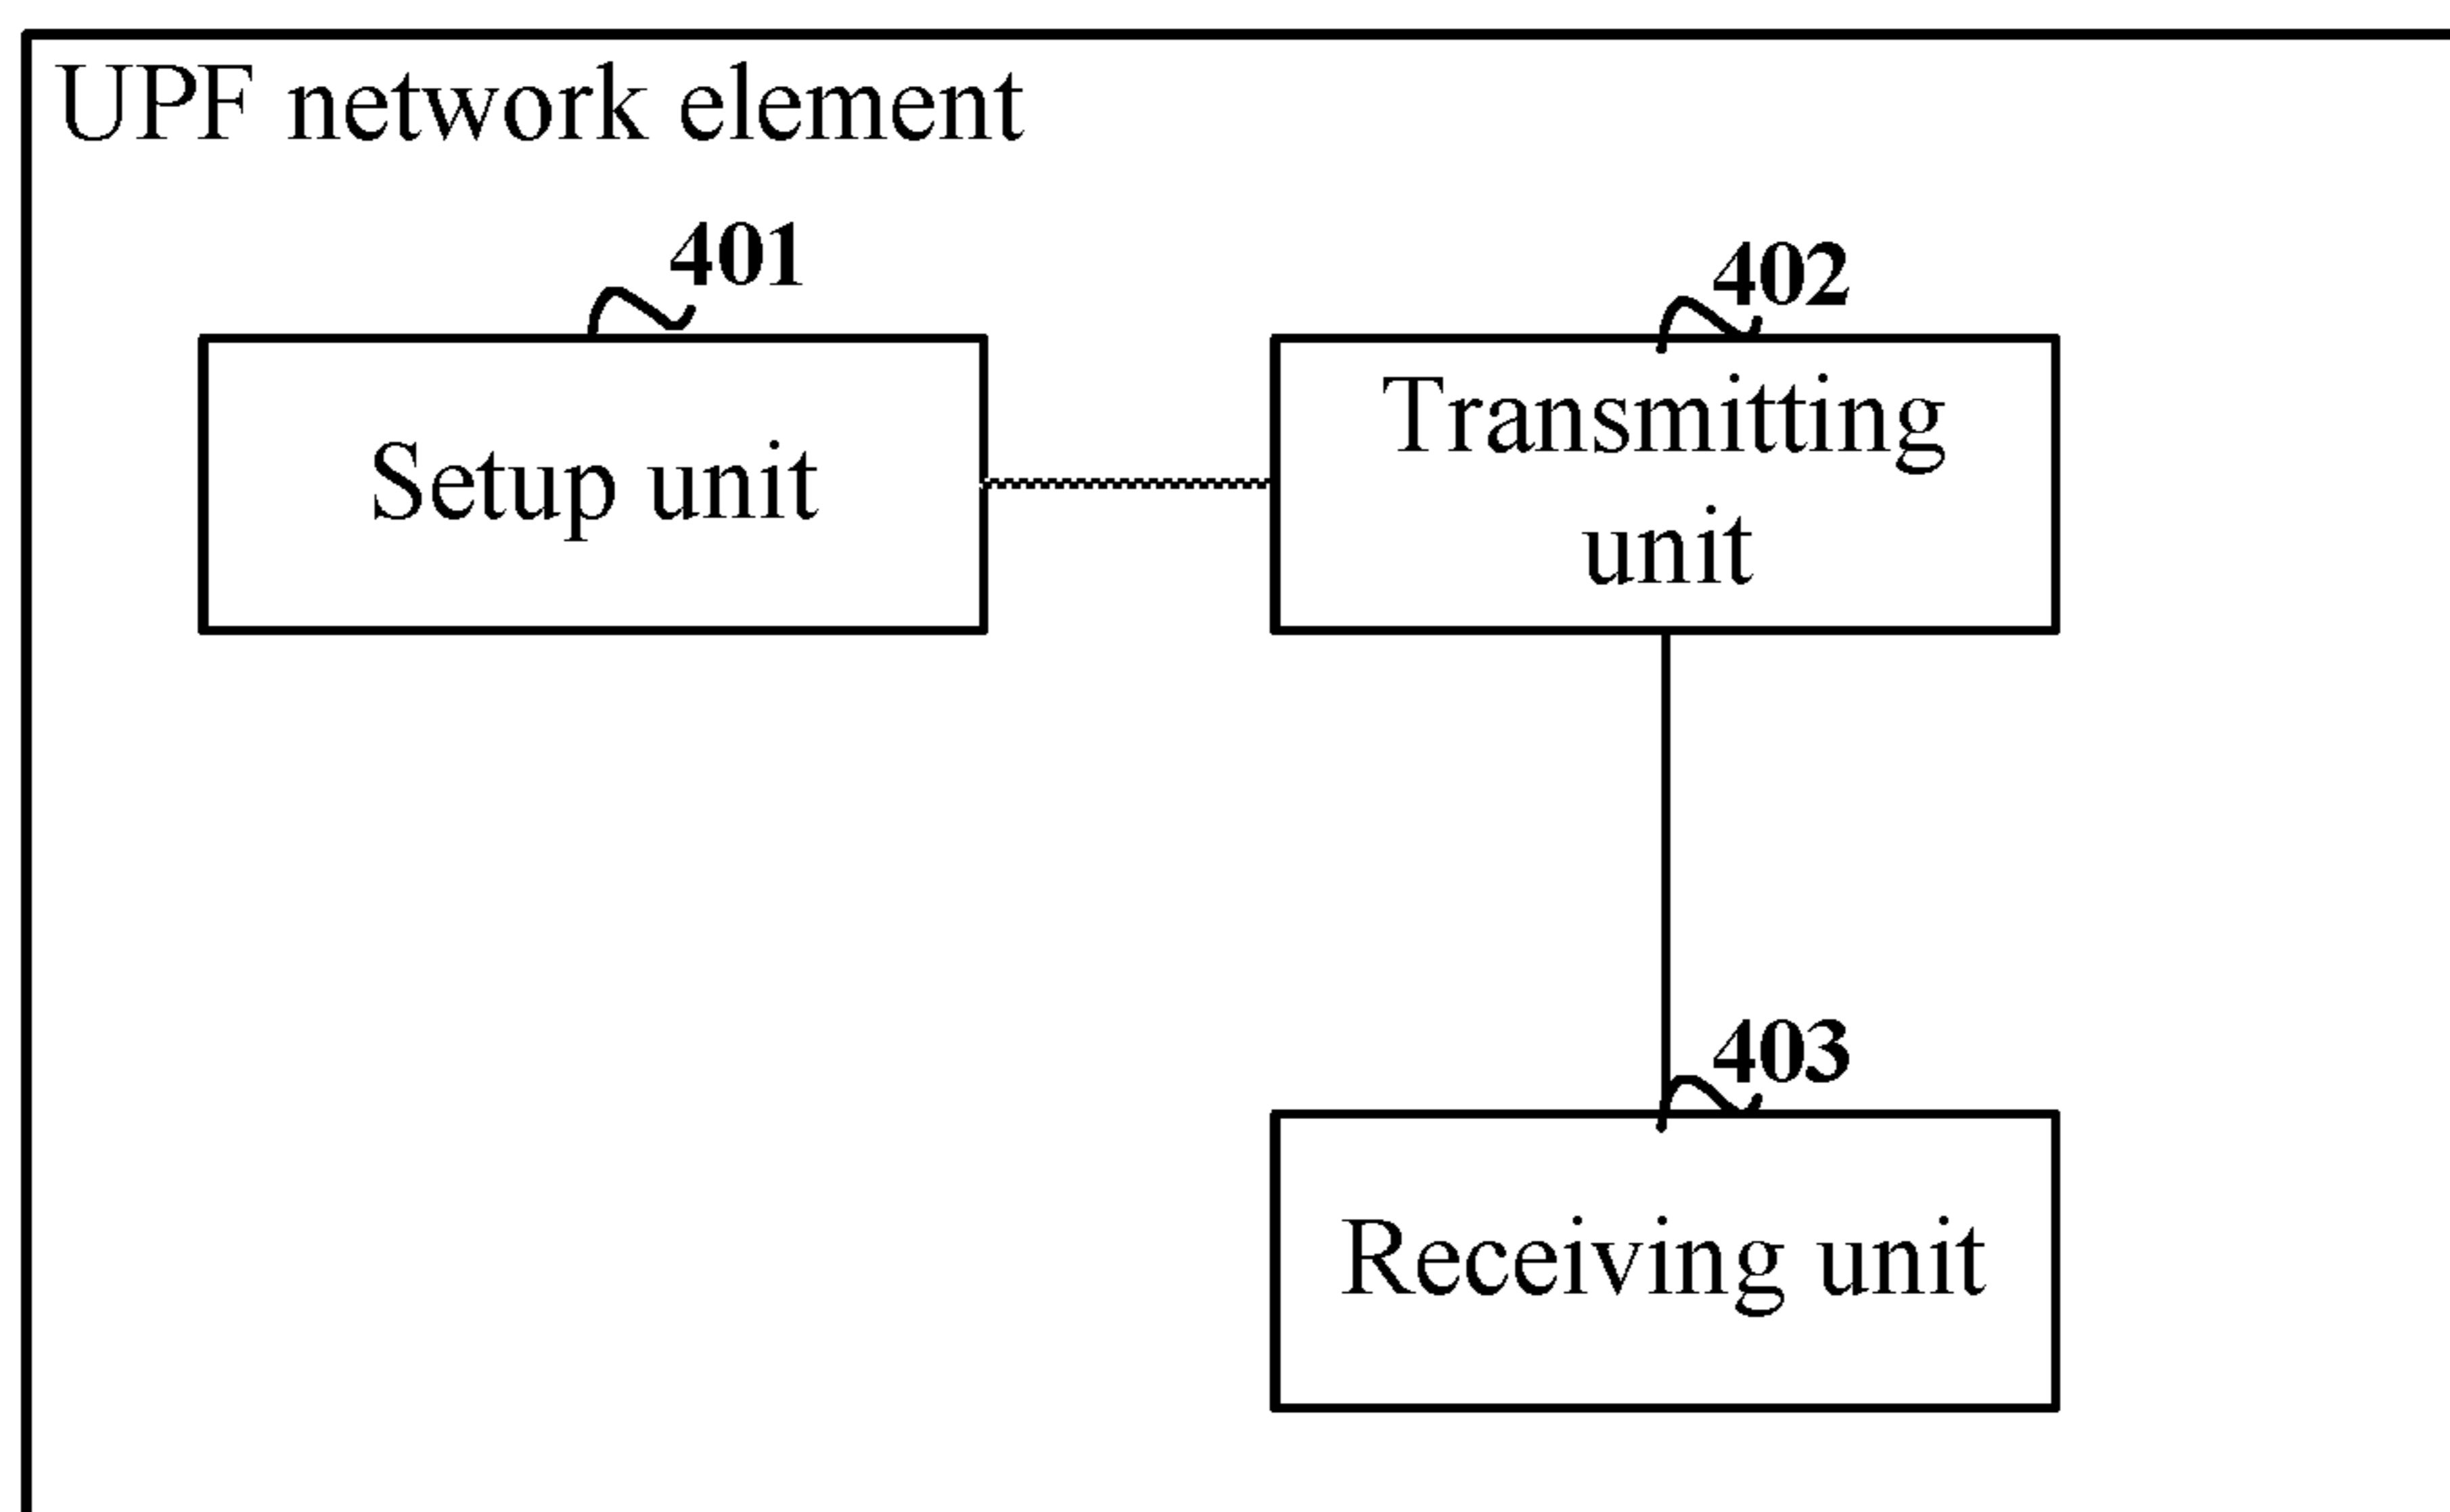 UPF network element
401
402
Setup unit
Transmitting
unit
403
Receiving unit